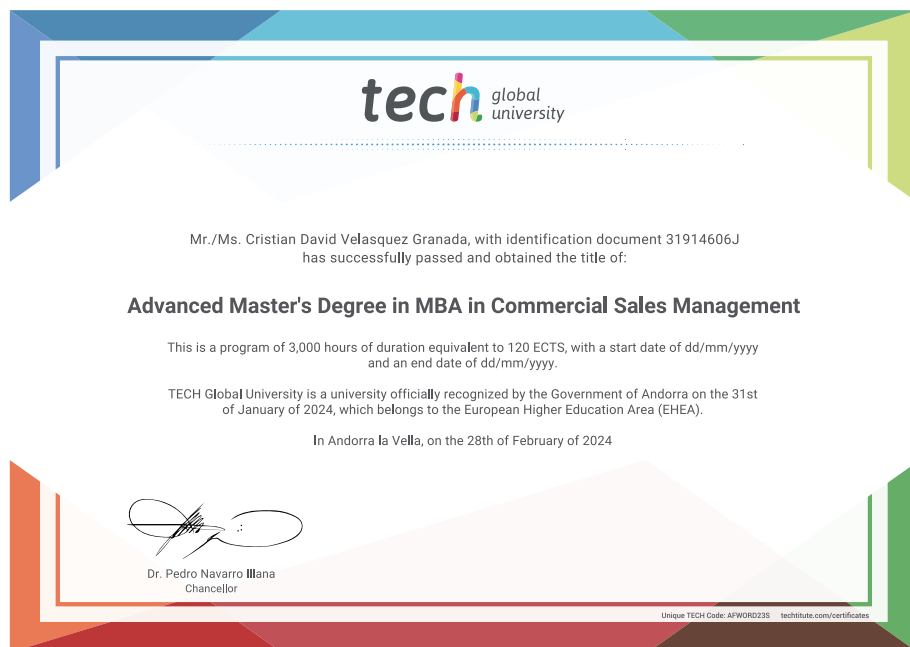 tech global university
Mr./Ms. Cristian David Velasquez Granada, with identification document 31914606J
has successfully passed and obtained the title of:
Advanced Master's Degree in MBA in Commercial Sales Management
This is a program of 3,000 hours of duration equivalent to 120 ECTS, with a start date of dd/mm/yyyy
and an end date of dd/mm/yyyy.
TECH Global University is a university officially recognized by the Government of Andorra on the 31st
of January of 2024, which belongs to the European Higher Education Area (EHEA).
In Andorra la Vella, on the 28th of February of 2024
Dr. Pedro Navarro Illana
Chancellor
Unique TECH Code: AFWORD23S techtitute.com/certificates